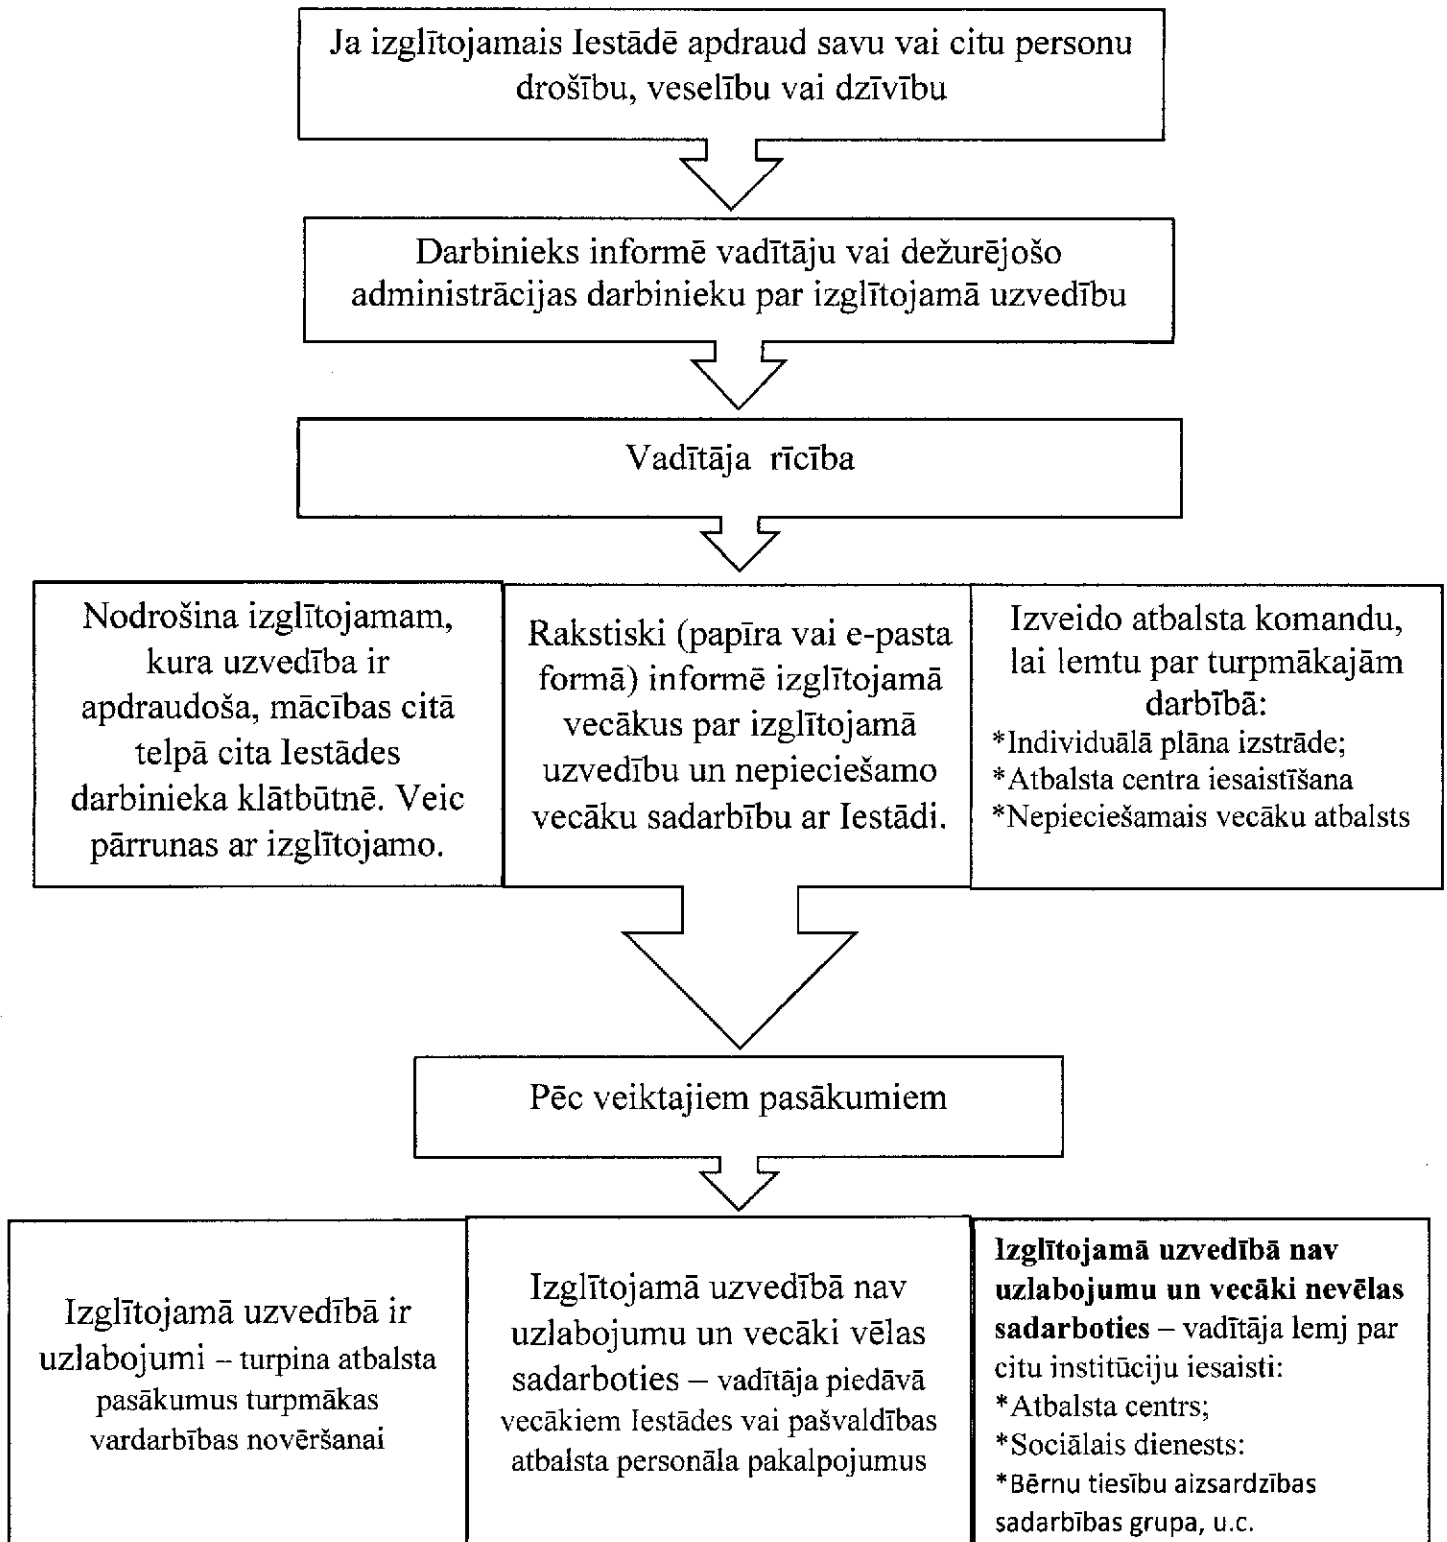 Ja izglītojamais Iestādē apdraud savu vai citu personu
drošību, veselību vai dzīvību
Darbinieks informē vadītāju vai dežurējošo
administrācijas darbinieku par izglītojamā uzvedību
Vadītāja rīcība
Nodrošina izglītojamam,
kura uzvedība ir
apdraudoša, mācības citā
telpā cita Iestādes
darbinieka klātbūtnē. Veic
pārrunas ar izglītojamo.
Rakstiski (papīra vai e-pasta
formā) informē izglītojamā
vecākus par izglītojamā
uzvedību un nepieciešamo
vecāku sadarbību ar Iestādi.
Izveido atbalsta komandu,
lai lemtu par turpmākajām
darbībā:
*Individuālā plāna izstrāde;
*Atbalsta centra iesaistīšana
*Nepieciešamais vecāku atbalsts
Pēc veiktajiem pasākumiem
Izglītojamā uzvedībā ir
uzlabojumi – turpina atbalsta
pasākumus turpmākas
vardarbības novēršanai
Izglītojamā uzvedībā nav
uzlabojumu un vecāki vēlas
sadarboties – vadītāja piedāvā
vecākiem Iestādes vai pašvaldības
atbalsta personāla pakalpojumus
Izglītojamā uzvedībā nav
uzlabojumu un vecāki nevēlas
sadarboties – vadītāja lemj par
citu institūciju iesaisti:
*Atbalsta centrs;
*Sociālais dienests:
*Bērnu tiesību aizsardzības
sadarbības grupa, u.c.